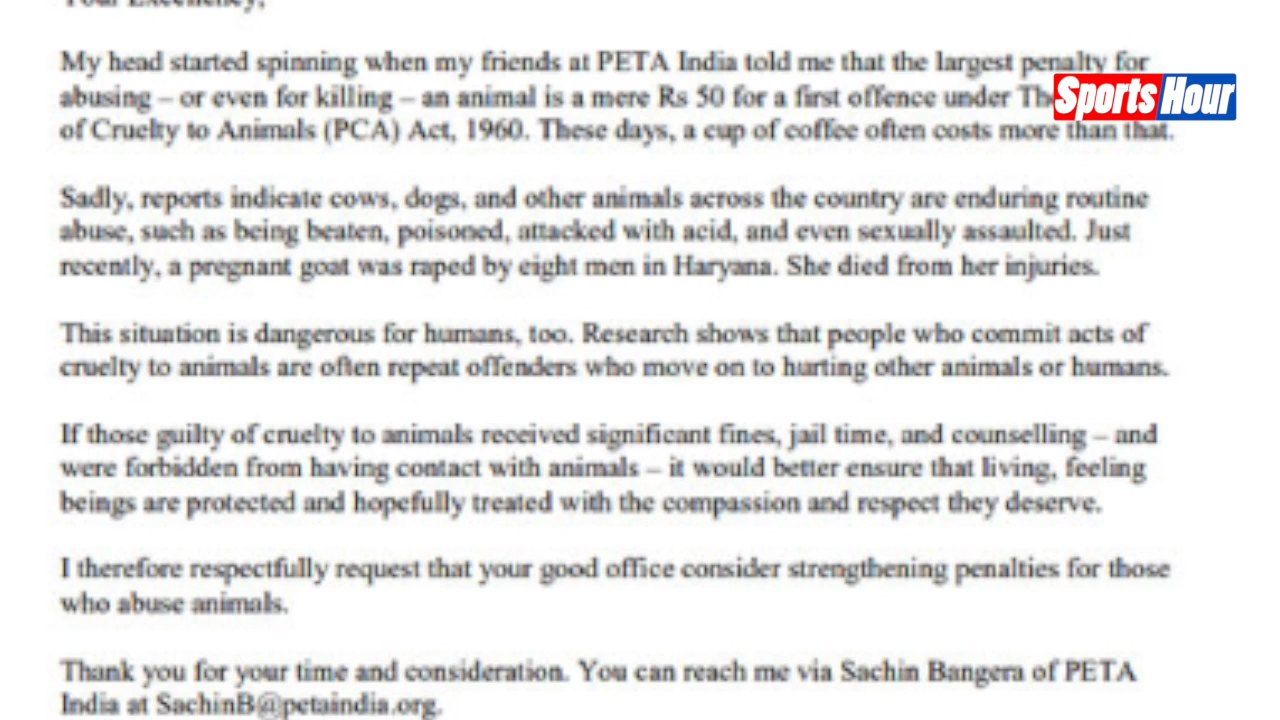 Your Excellency,
My head started spinning when my friends at PETA India told me that the largest penalty for
abusing – or even for killing – an animal is a mere Rs 50 for a first offence under Th
SportsHour
of Cruelty to Animals (PCA) Act, 1960. These days, a cup of coffee often costs more than that.
Sadly, reports indicate cows, dogs, and other animals across the country are enduring routine
abuse, such as being beaten, poisoned, attacked with acid, and even sexually assaulted. Just
recently, a pregnant goat was raped by eight men in Haryana. She died from her injuries.
This situation is dangerous for humans, too. Research shows that people who commit acts of
cruelty to animals are often repeat offenders who move on to hurting other animals or humans.
If those guilty of cruelty to animals received significant fines, jail time, and counselling – and
were forbidden from having contact with animals – it would better ensure that living, feeling
beings are protected and hopefully treated with the compassion and respect they deserve.
I therefore respectfully request that your good office consider strengthening penalties for those
who abuse animals.
Thank you for your time and consideration. You can reach me via Sachin Bangera of PETA
India at SachinB@petaindia.org.